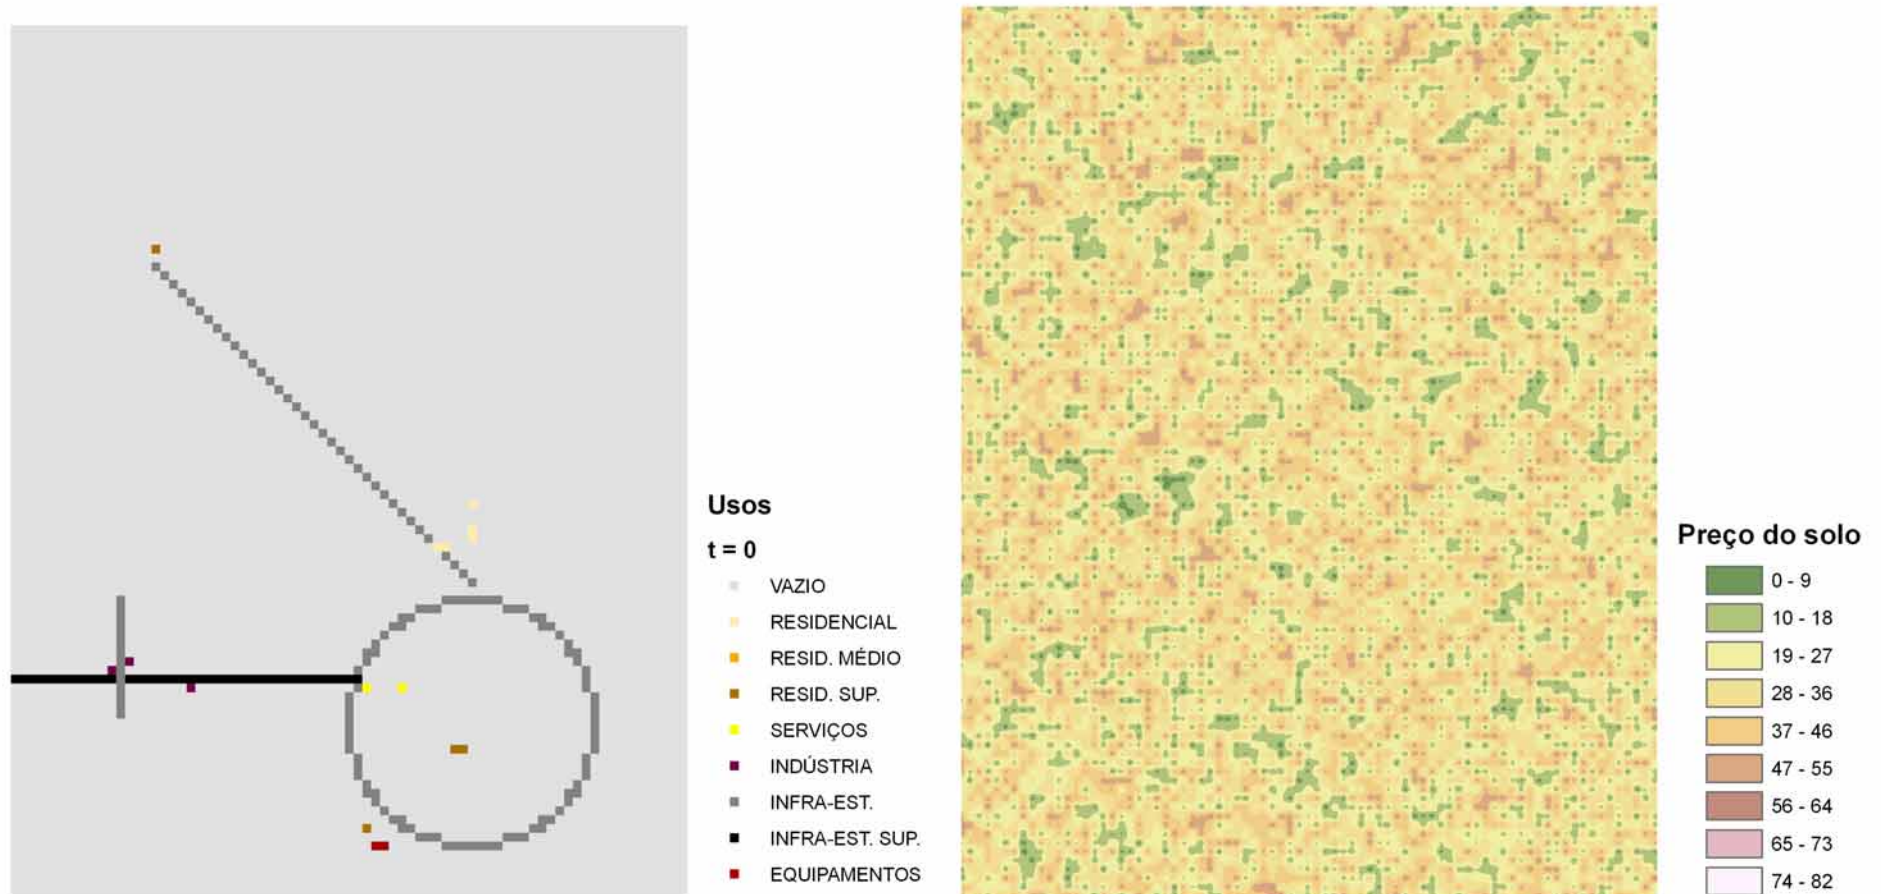 Usos
t = 0
VAZIO
RESIDENCIAL
RESID. MÉDIO
RESID. SUP.
SERVIÇOS
INDÚSTRIA
INFRA-EST.
INFRA-EST. SUP.
EQUIPAMENTOS
Preço do solo
0 - 9
10 - 18
19 - 27
28 - 36
37 - 46
47 - 55
56 - 64
65 - 73
74 - 82